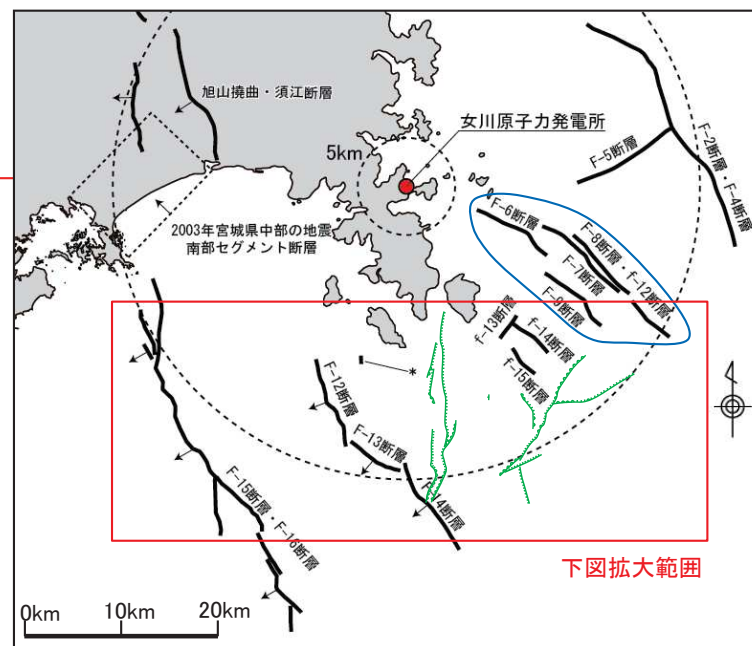 旭山撓曲・須江断層
女川原子力発電所
5km
F-5断層
F-2断層・F-4断層
2003年宮城県中部の地震
南部セグメント断層
F-6断層
F-8断層・f-12断層
F-7断層
F-9断層
f-13断層
f-14断層
f-15断層
*
F-12断層
F-13断層
F-14断層
F-15断層・F-16断層
下図拡大範囲
0km
10km
20km